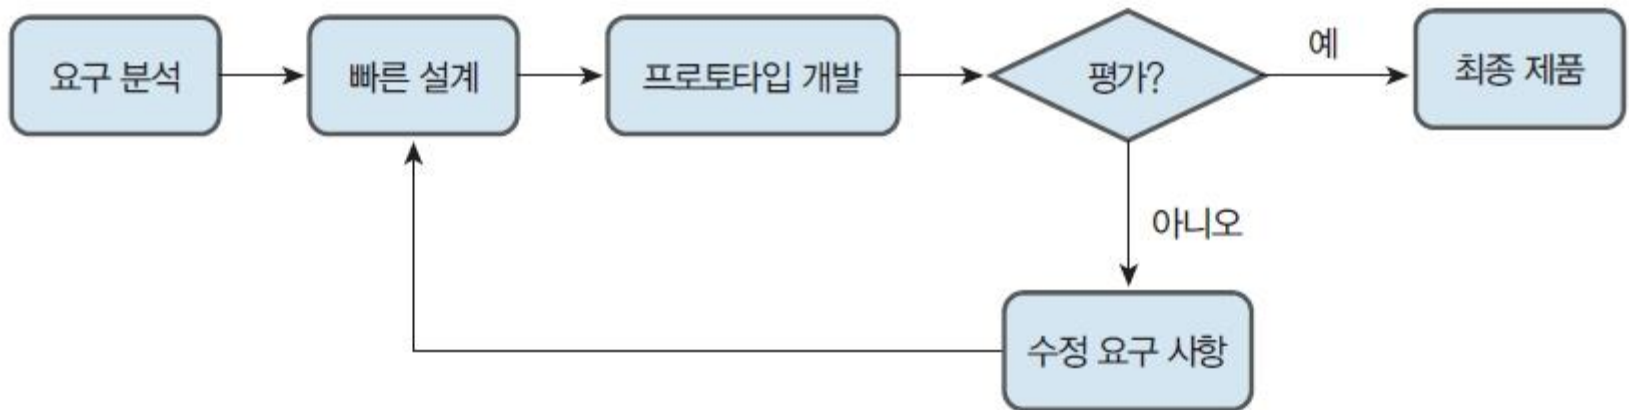 요구 분석
빠른 설계
프로토타입 개발
평가?
예
최종 제품
아니오
수정 요구 사항